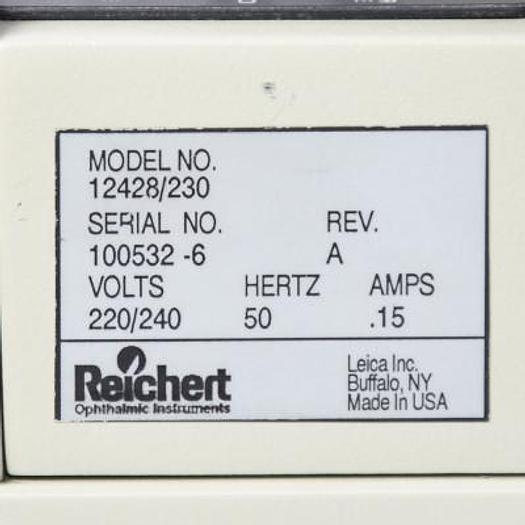 MODEL NO.
12428/230
SERIAL NO. REV.
100532 -6 A
VOLTS HERTZ AMPS
220/240 50 .15
Reichert
Ophthalmic Instruments
Leica Inc.
Buffalo, NY
Made In USA